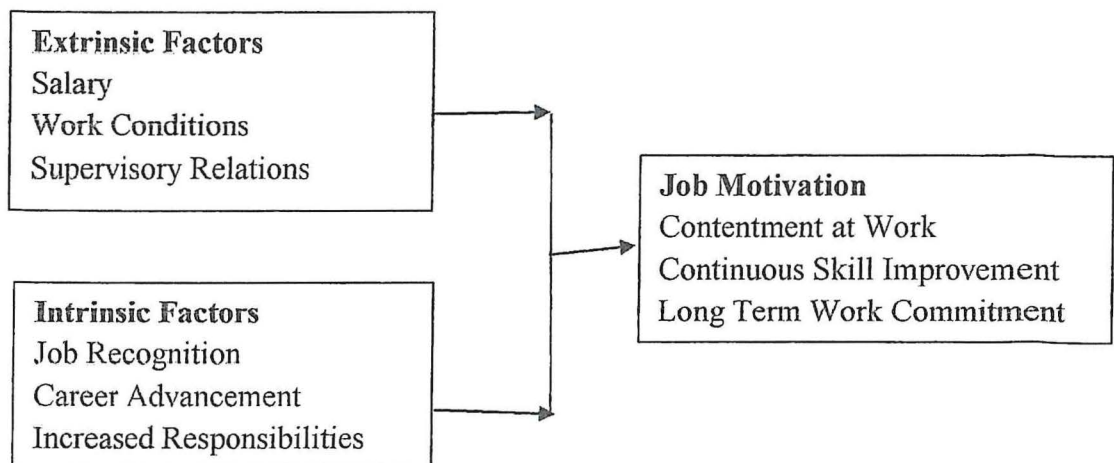 Extrinsic Factors
Salary
Work Conditions
Supervisory Relations
Intrinsic Factors
Job Recognition
Career Advancement
Increased Responsibilities
Job Motivation
Contentment at Work
Continuous Skill Improvement
Long Term Work Commitment